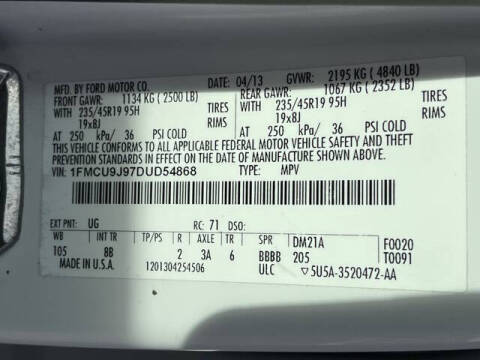 MFD. BY FORD MOTOR CO. DATE: 04/13 GVWR: 2195 KG ( 4840 LB)
FRONT GAWR: 1134 KG ( 2500 LB) REAR GAWR: 1067 KG ( 2352 LB)
WITH 235/45R19 95H TIRES WITH 235/45R19 95H TIRES
19x8J RIMS 19x8J RIMS
AT 250 kPa/ 36 PSI COLD AT 250 kPa/ 36 PSI COLD
THIS VEHICLE CONFORMS TO ALL APPLICABLE FEDERAL MOTOR VEHICLE SAFETY AND THEFT
PREVENTION STANDARDS IN EFFECT ON THE DATE OF MANUFACTURE SHOWN ABOVE.
1FMCU9J97DUD54868 TYPE: MPV
EXT PNT: UG RC: 71 DSO:
WB INT TR TP/PS R AXLE TR SPR DM21A F0020
105 8B 2 3A 6 BBBB 205 T0091
MADE IN U.S.A. 1201304254506 ULC 5U5A-3520472-AA